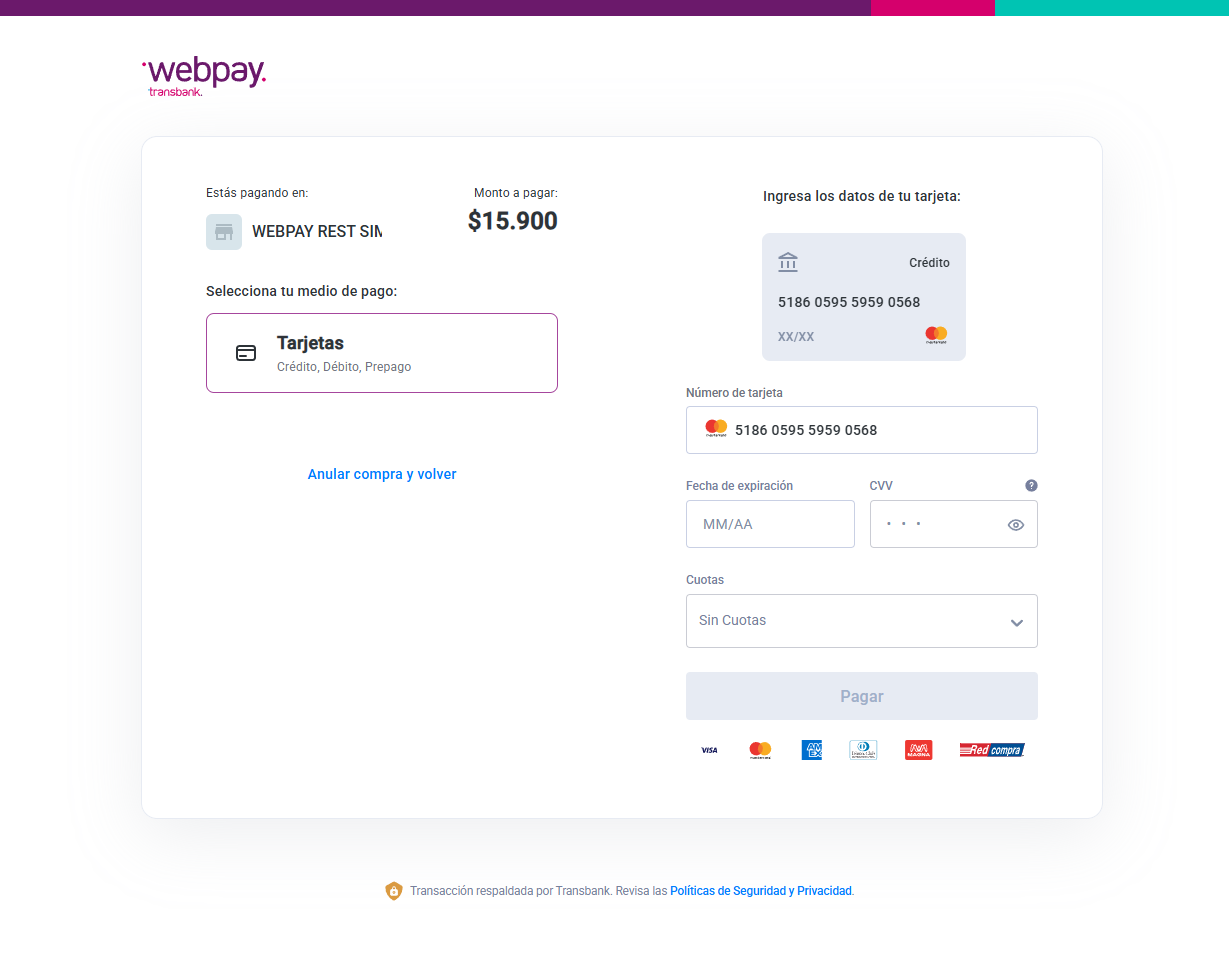 webpay.
transbank.
Estás pagando en:
WEBPAY REST SIM
Monto a pagar:
$15.900
Selecciona tu medio de pago:
Tarjetas
Crédito, Débito, Prepago
Anular compra y volver
Ingresa los datos de tu tarjeta:
Crédito
5186 0595 5959 0568
XX/XX
Número de tarjeta
5186 0595 5959 0568
Fecha de expiración
CVV
?
MM/AA
Cuotas
Sin Cuotas
Pagar
VISA
AM
EX
MAGNA
Red compra
Transacción respaldada por Transbank. Revisa las Políticas de Seguridad y Privacidad.